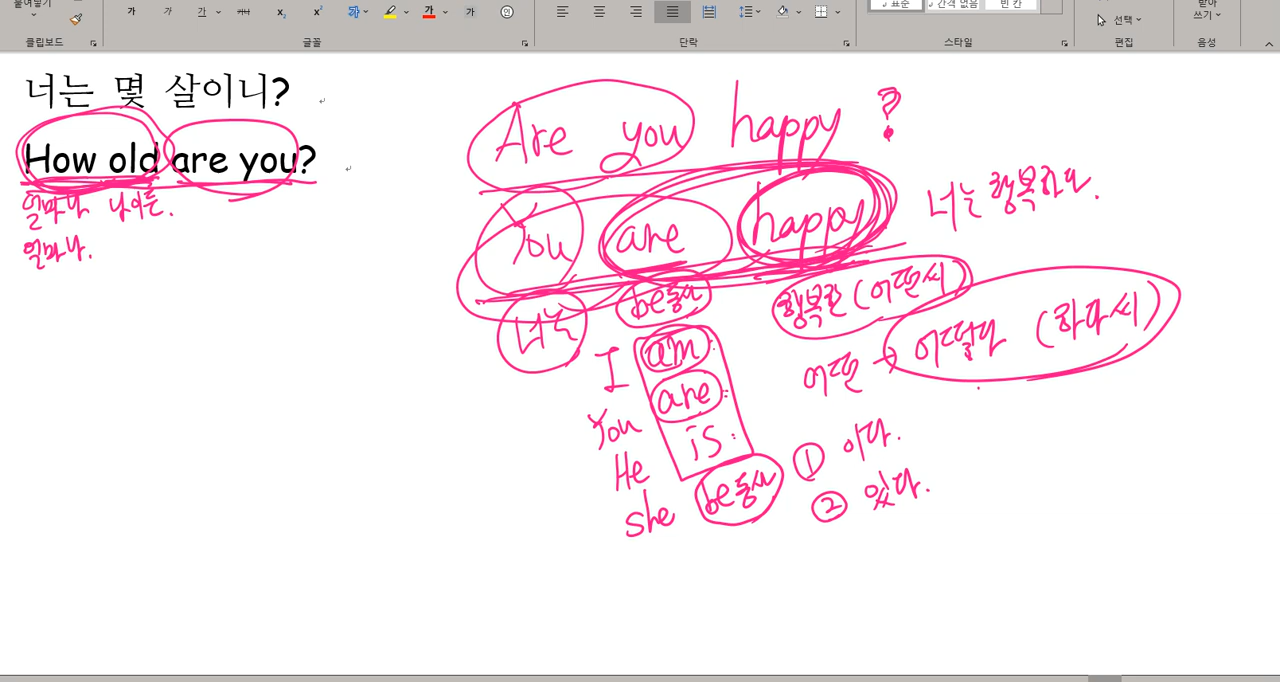 붙여넣기
가 가 가 가 x₂ x² 가 가 가
표준 간격 없음 빈 칸
선택
받아
쓰기
클립보드 글꼴 단락 스타일 편집 음성
너는 몇 살이니?
How old are you?
얼마나 나이든.
얼마나.
Are you happy ?
You are happy 너는 행복하다.
너는 be동사 행복한 (어떤씨)
어떤 → 어떻다 (하다씨)
I am
You are
He is
she be동사
① 이다.
② 있다.